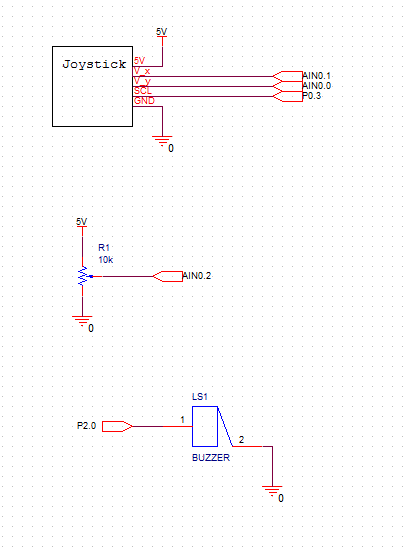 5V
Joystick
5V
V_x
AIN0.1
V_y
AIN0.0
SCL
P0.3
GND
0
5V
R1
10k
AIN0.2
0
LS1
P2.0
1
2
BUZZER
0